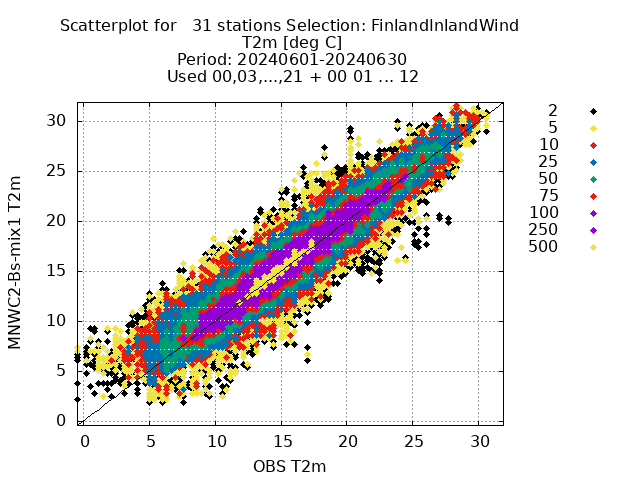 Scatterplot for   31 stations Selection: FinlandInlandWind
T2m [deg C]
Period: 20240601-20240630
Used 00,03,...,21 + 00 01 ... 12
MNWC2-Bs-mix1 T2m
30
25
20
15
10
5
0
0 5 10 15 20 25 30
OBS T2m
2
5
10
25
50
75
100
250
500